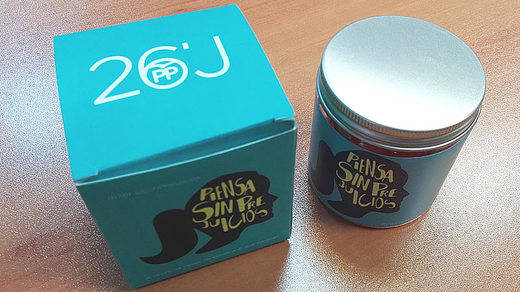 26'J
PP
PIENSA
SIN PRE
JUICIOS
PIENSA
SIN PRE
JUICIOS